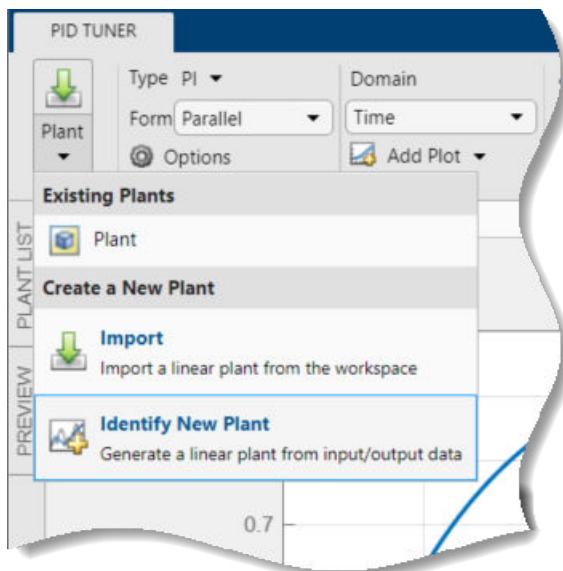 PID TUNER
Plant
Type PI
Form Parallel
Options
Domain
Time
Add Plot
PLANT LIST
PREVIEW
Existing Plants
Plant
Create a New Plant
Import
Import a linear plant from the workspace
Identify New Plant
Generate a linear plant from input/output data
0.7